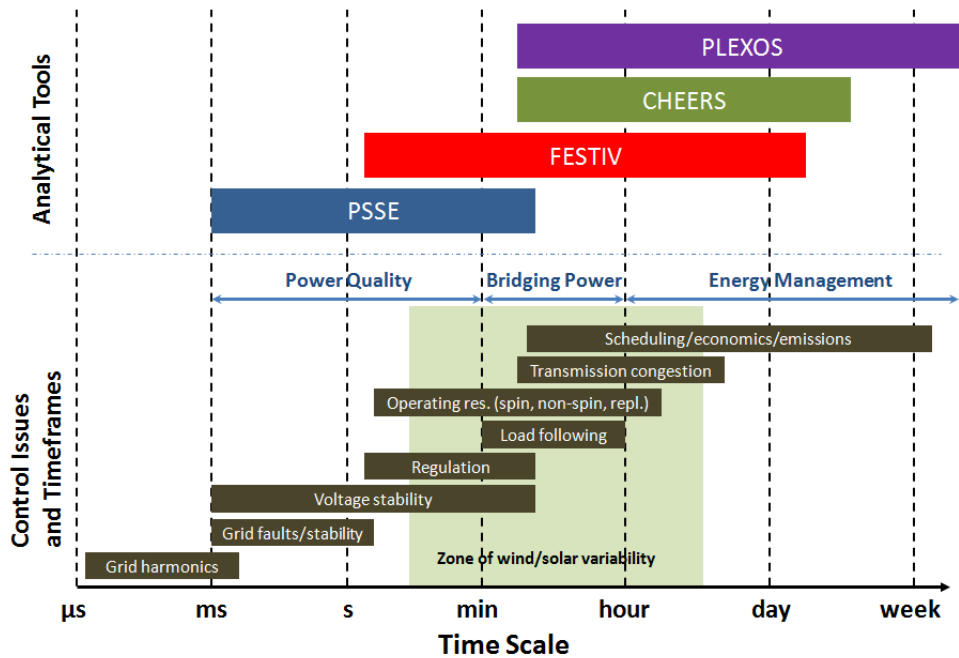 Analytical Tools
PLEXOS
CHEERS
FESTIV
PSSE
Power Quality
Bridging Power
Energy Management
Control Issues
and Timeframes
Scheduling/economics/emissions
Transmission congestion
Operating res. (spin, non-spin, repl.)
Load following
Regulation
Voltage stability
Grid faults/stability
Zone of wind/solar variability
Grid harmonics
μs
ms
s
min
hour
day
week
Time Scale